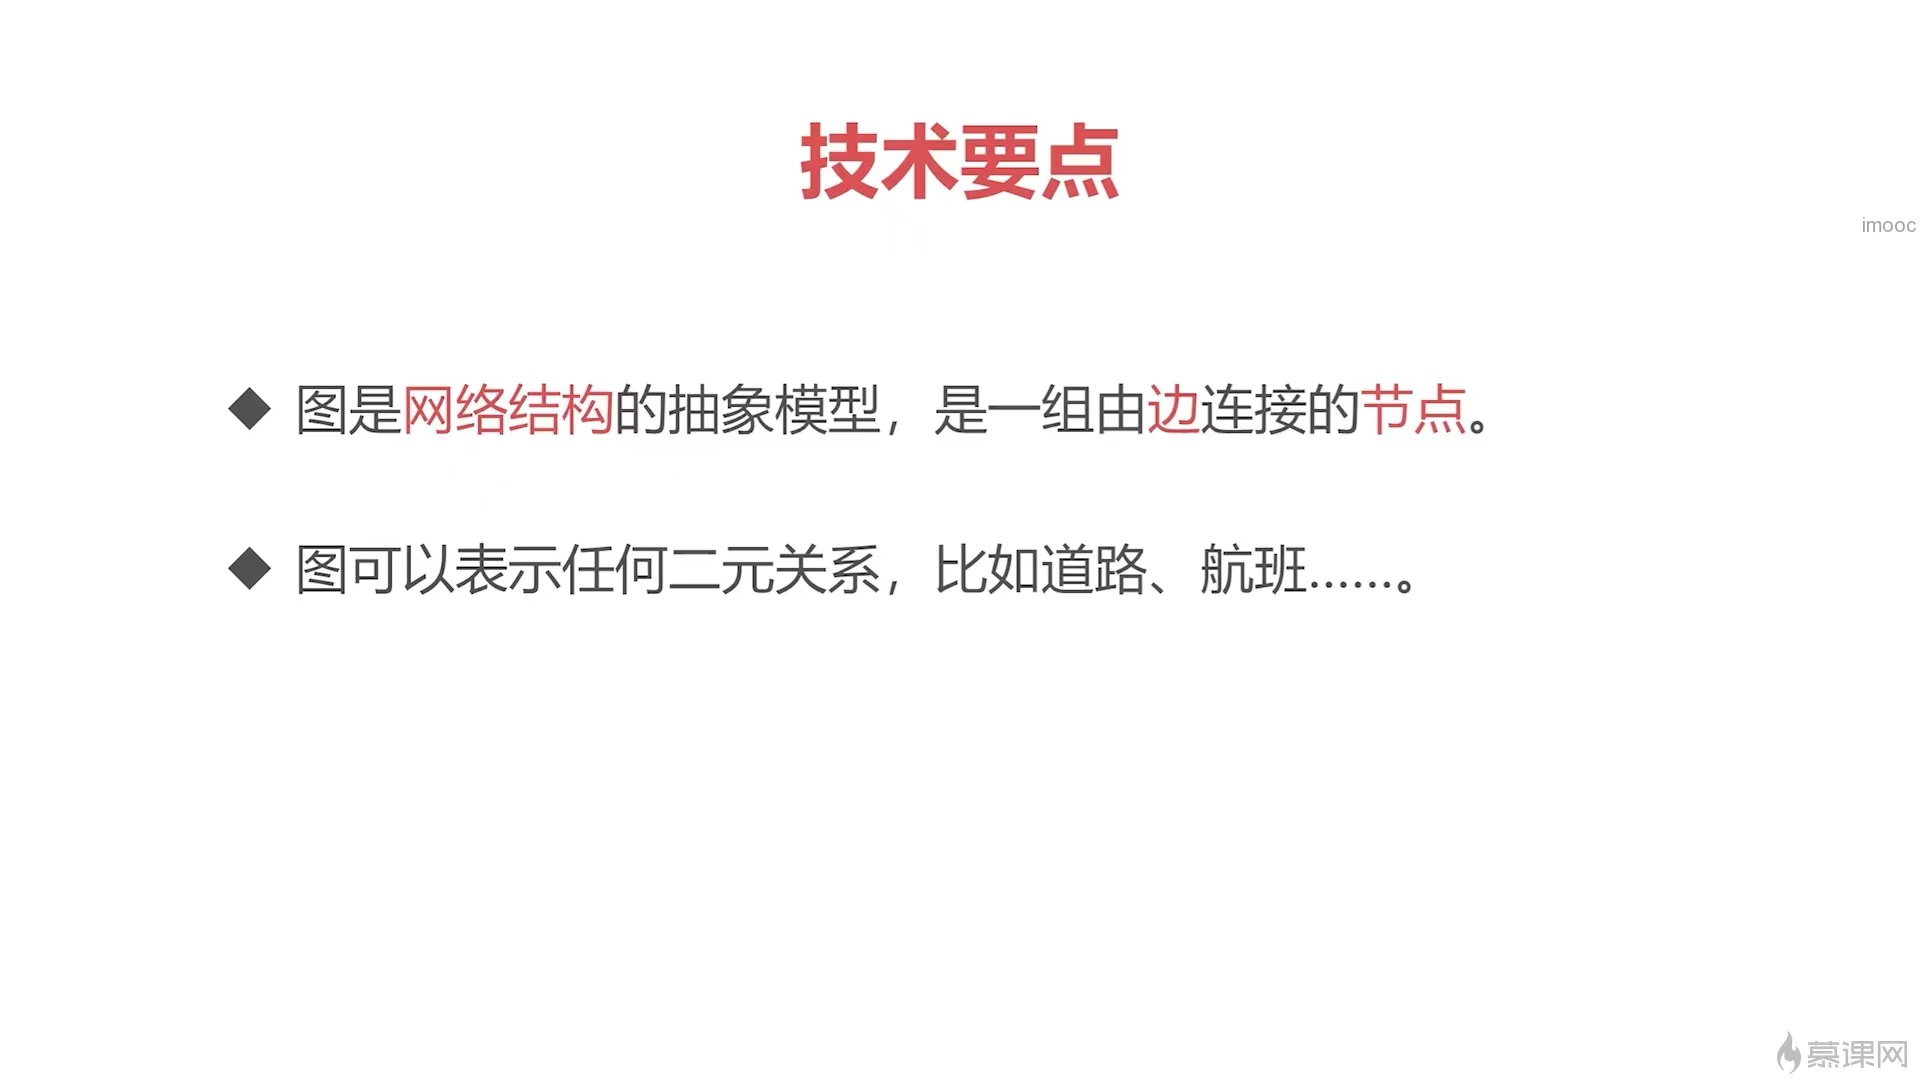 技术要点
imooc
◆ 图是网络结构的抽象模型，是一组由边连接的节点。
◆ 图可以表示任何二元关系，比如道路、航班......。
慕课网